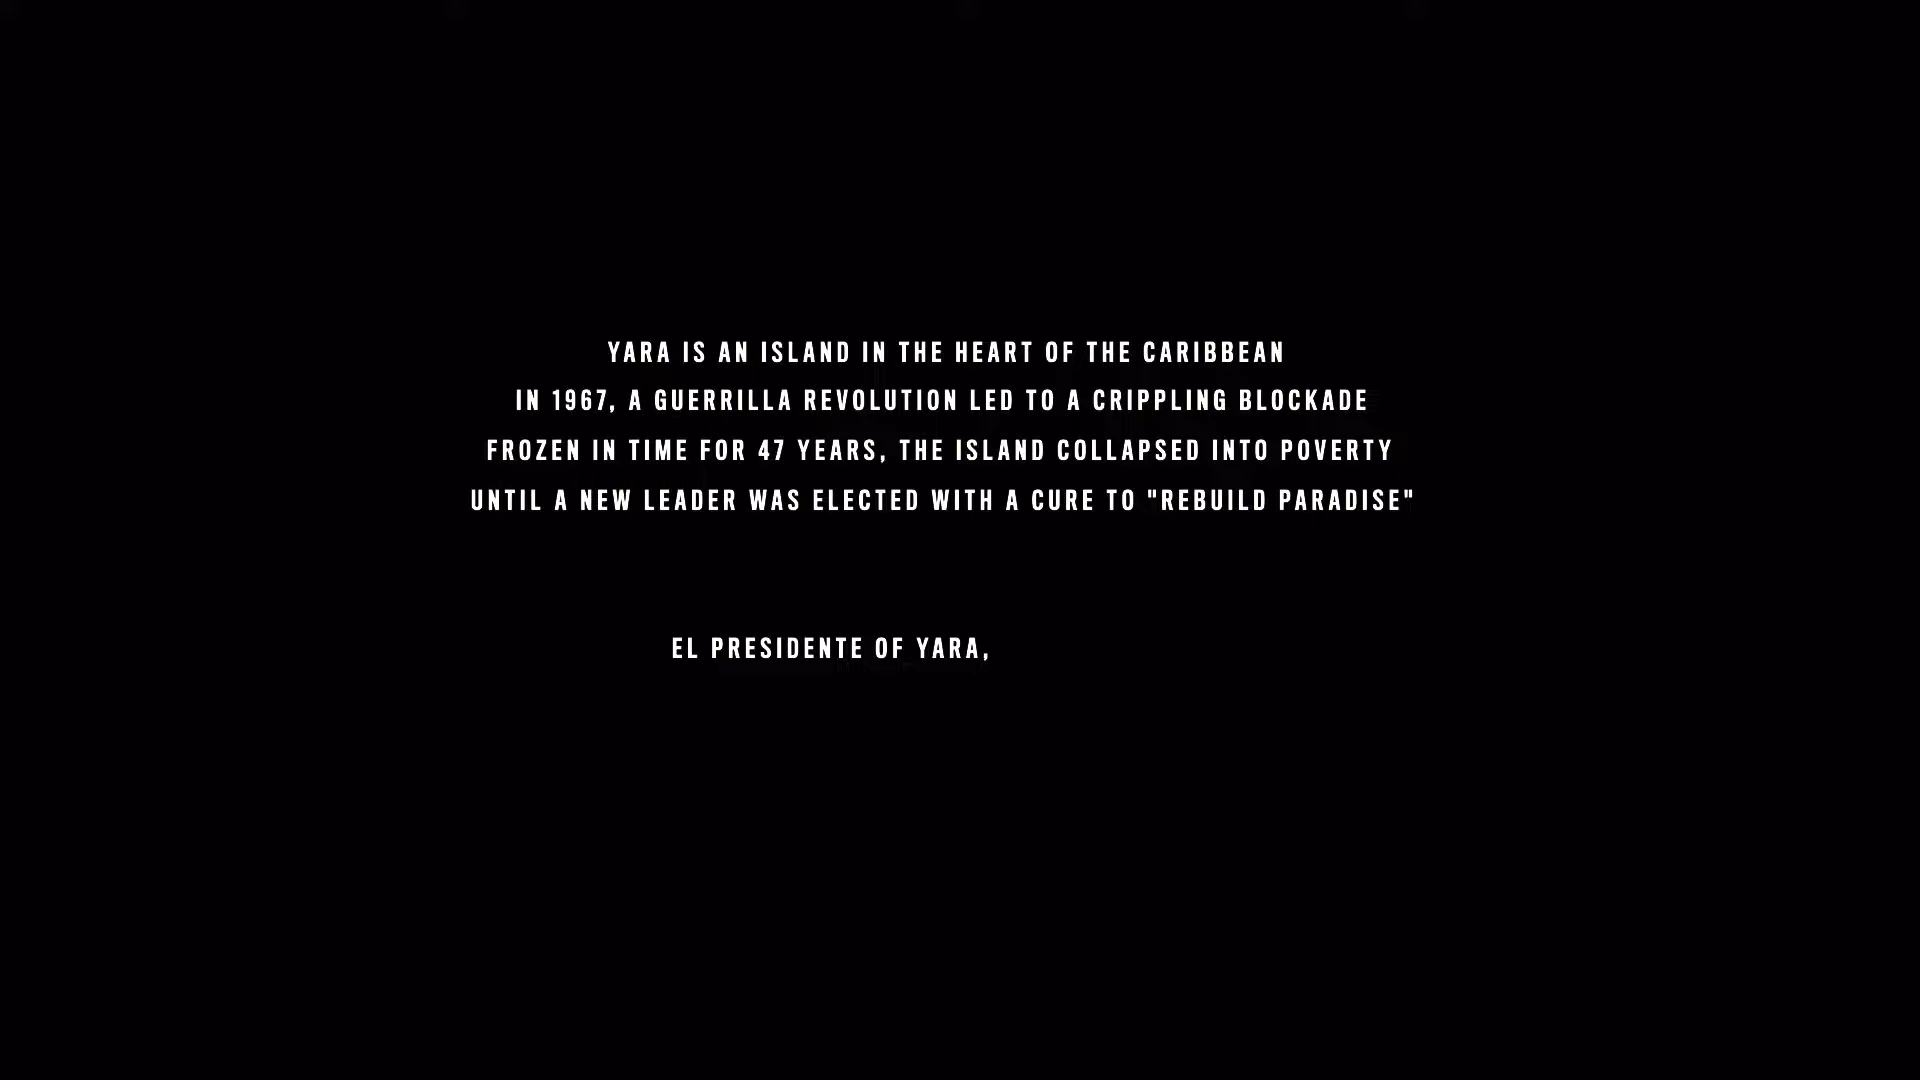 YARA IS AN ISLAND IN THE HEART OF THE CARIBBEAN
IN 1967, A GUERRILLA REVOLUTION LED TO A CRIPPLING BLOCKADE
FROZEN IN TIME FOR 47 YEARS, THE ISLAND COLLAPSED INTO POVERTY
UNTIL A NEW LEADER WAS ELECTED WITH A CURE TO "REBUILD PARADISE"
EL PRESIDENTE OF YARA,